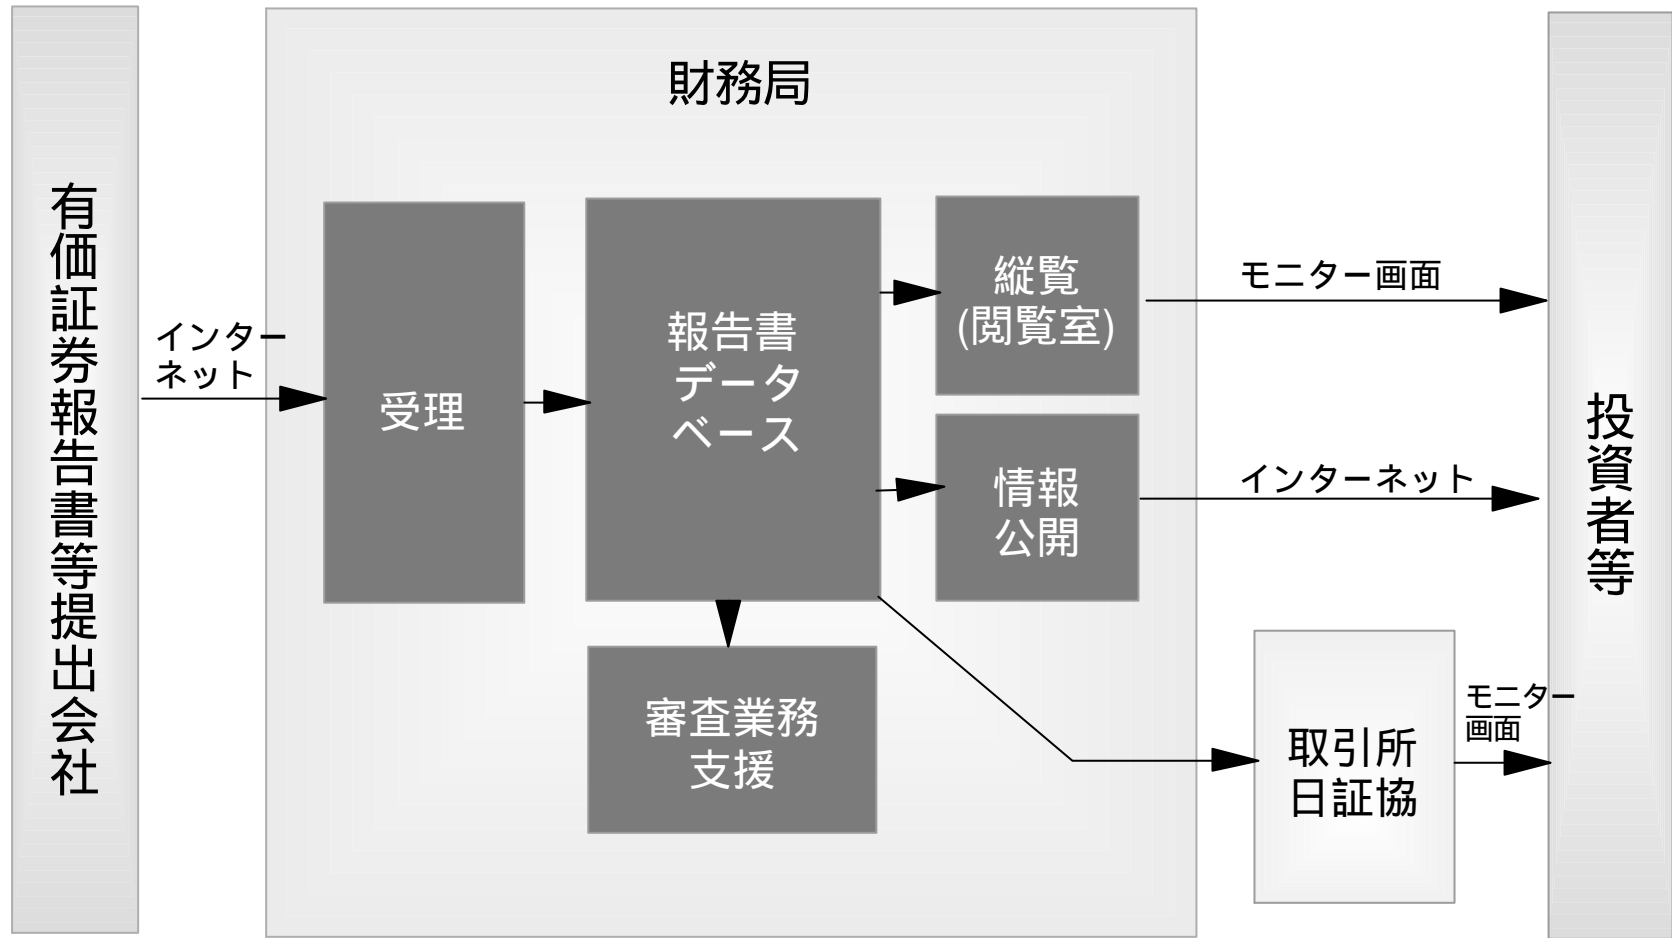 財務局
有価証券報告書等提出会社
インター
ネット
受理
報告書
データ
ベース
縦覧
(閲覧室)
情報
公開
審査業務
支援
モニター画面
インターネット
取引所
日証協
モニター
画面
投資者等